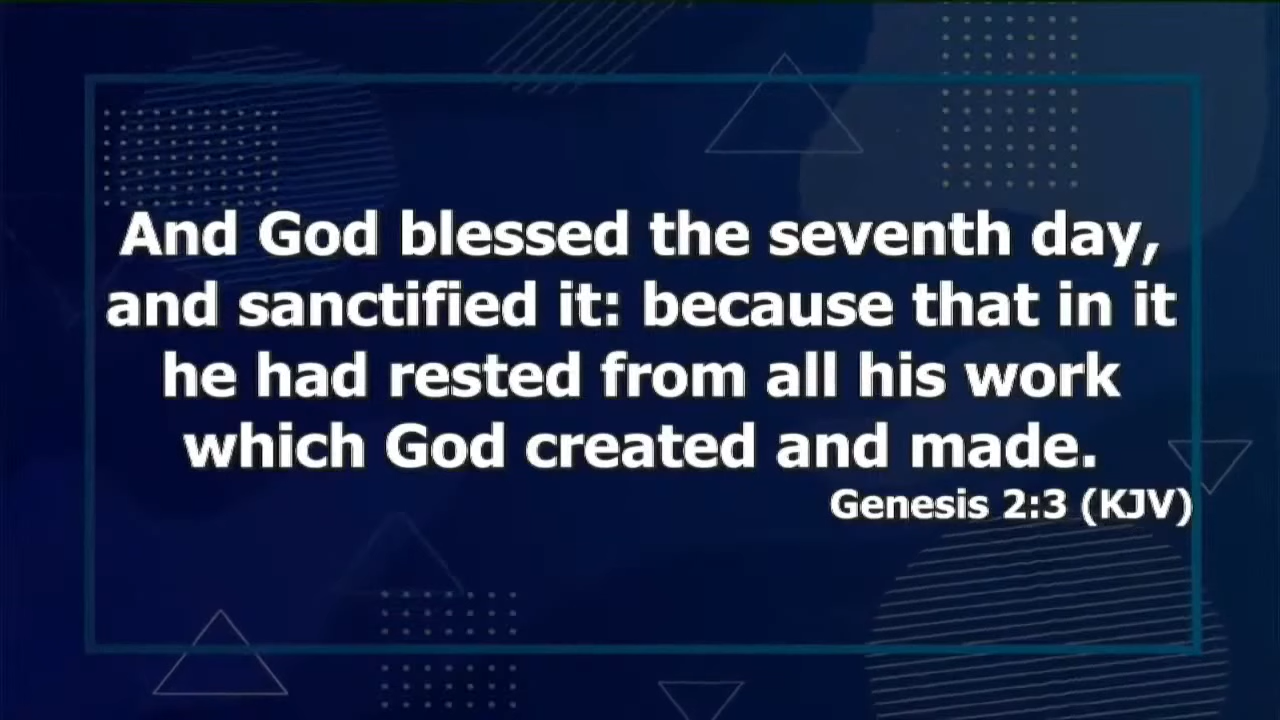 And God blessed the seventh day,
and sanctified it: because that in it
he had rested from all his work
which God created and made.
Genesis 2:3 (KJV)